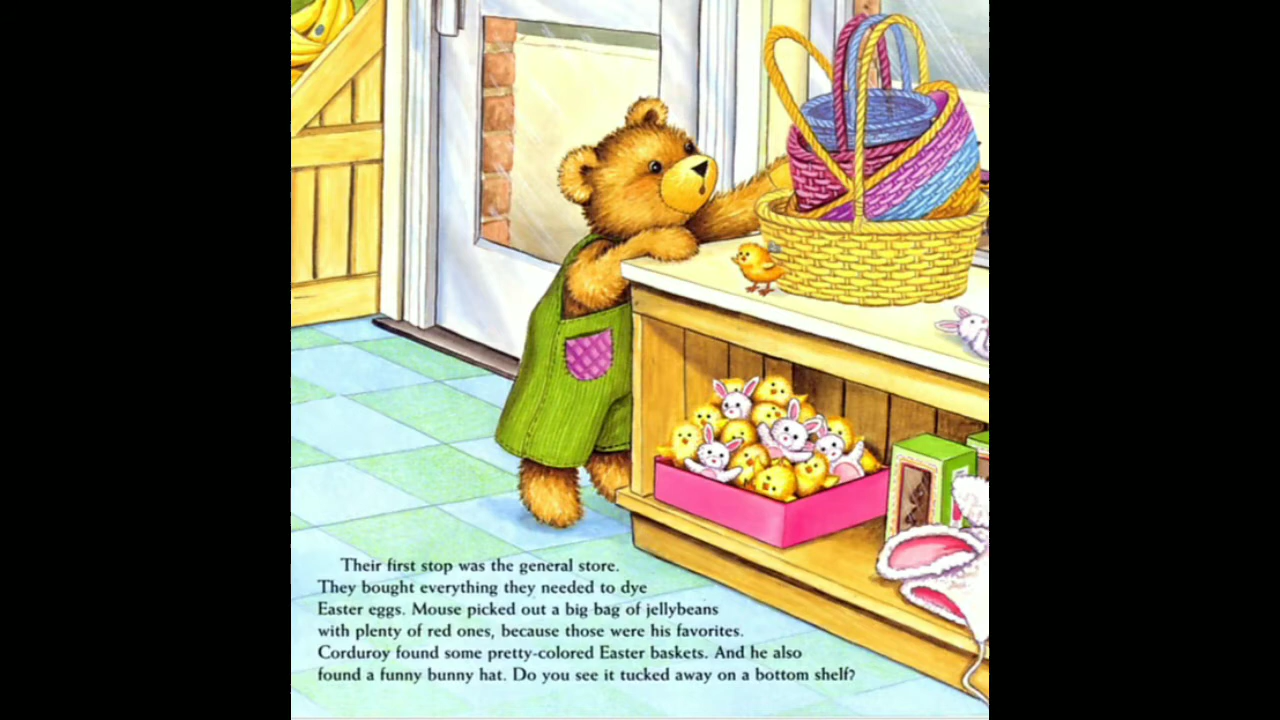 Their first stop was the general store.
They bought everything they needed to dye
Easter eggs. Mouse picked out a big bag of jellybeans
with plenty of red ones, because those were his favorites.
Corduroy found some pretty-colored Easter baskets. And he also
found a funny bunny hat. Do you see it tucked away on a bottom shelf?